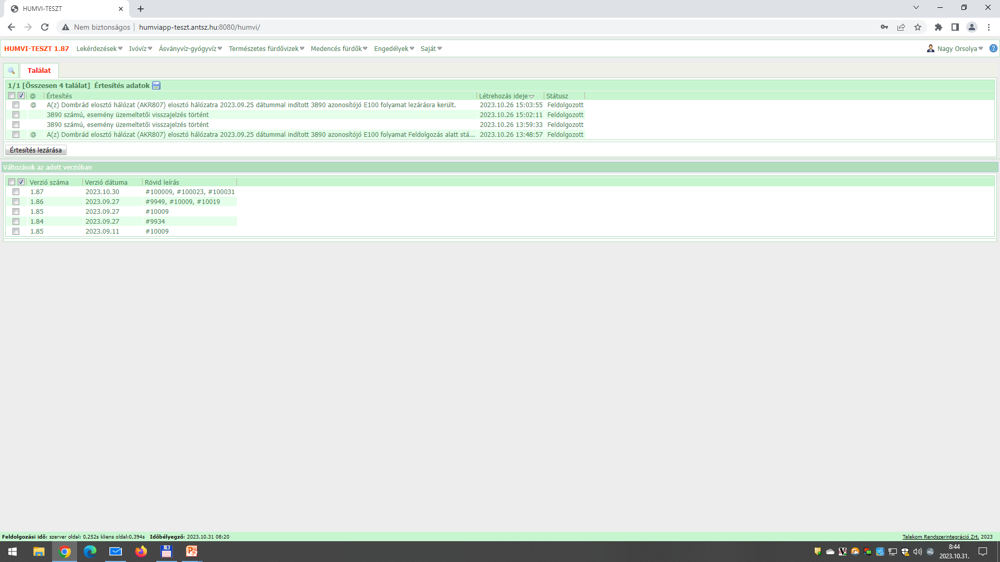 HUMVI-TESZT
Nem biztonságos humviapp-teszt.antsz.hu:8080/humvi/
HUMVI-TESZT 1.87 Lekérdezések Ivóvíz Ásványvíz-gyógyvíz Természetes fürdővizek Medencés fürdők Engedélyek Saját Nagy Orsolya
Találat
1/1 [Összesen 4 találat] Értesítés adatok
@ Értesítés Létrehozás ideje Státusz
@ A(z) Dombrád elosztó hálózat (AKR807) elosztó hálózatra 2023.09.25 dátummal indított 3890 azonosítójó E100 folyamat lezárásra került. 2023.10.26 15:03:55 Feldolgozott
3890 számú, esemény üzemeltetői visszajelzés történt 2023.10.26 15:02:11 Feldolgozott
3890 számú, esemény üzemeltetői visszajelzés történt 2023.10.26 13:59:33 Feldolgozott
@ A(z) Dombrád elosztó hálózat (AKR807) elosztó hálózatra 2023.09.25 dátummal indított 3890 azonosítójó E100 folyamat Feldolgozás alatt stá... 2023.10.26 13:48:57 Feldolgozott
Értesítés lezárása
Változások az adott verzióban
Verzió száma Verzió dátuma Rövid leírás
1.87 2023.10.30 #100009, #100023, #100031
1.86 2023.09.27 #9949, #10009, #10019
1.85 2023.09.27 #10009
1.84 2023.09.27 #9934
1.85 2023.09.11 #10009
Feldolgozási idő: szerver oldal: 0,252s kliens oldal:0,394s Időbélyegző: 2023.10.31 08:20 Telekom Rendszerintegráció Zrt. 2023
8:44
2023.10.31.